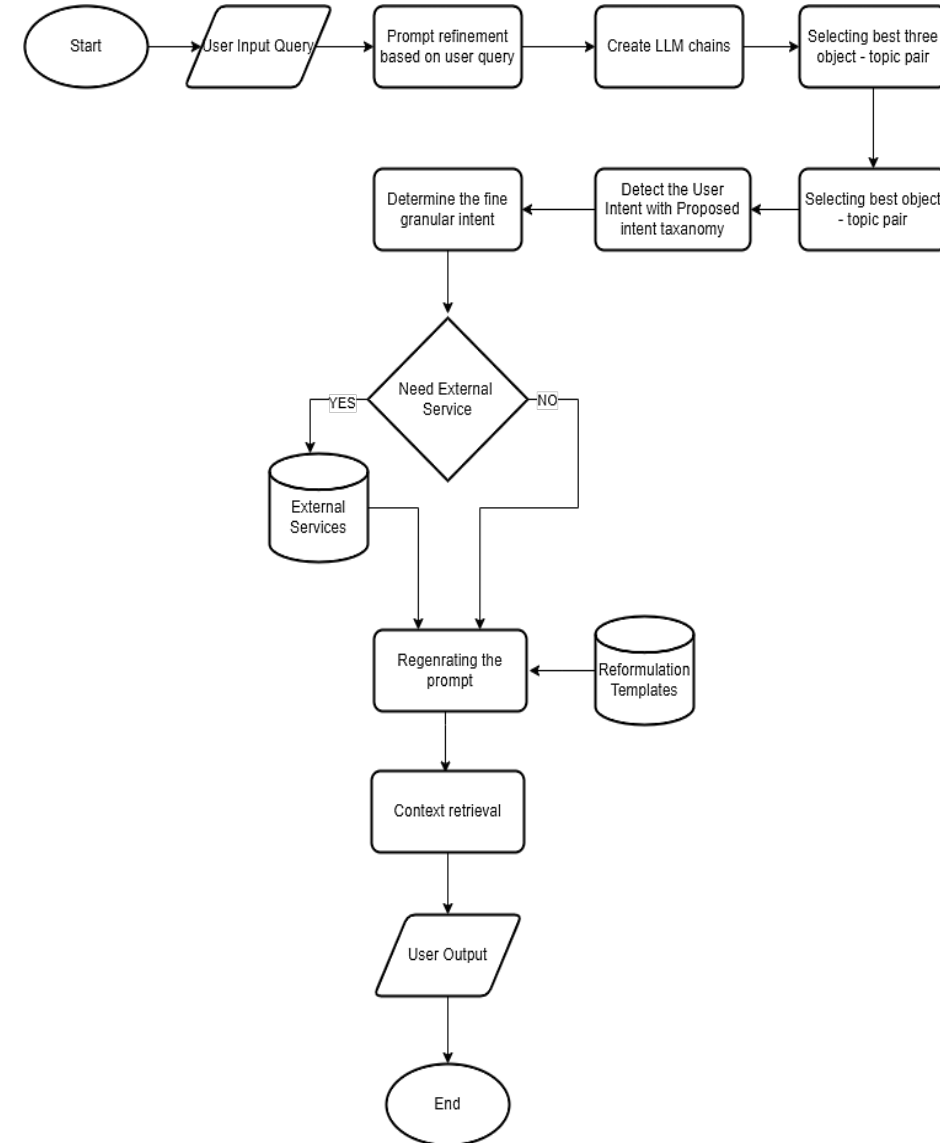 Start
User Input Query
Prompt refinement
based on user query
Create LLM chains
Selecting best three
object - topic pair
Determine the fine
granular intent
Detect the User
Intent with Proposed
intent taxanomy
Selecting best object
- topic pair
Need External
Service
YES
NO
External
Services
Regenrating the
prompt
Reformulation
Templates
Context retrieval
User Output
End